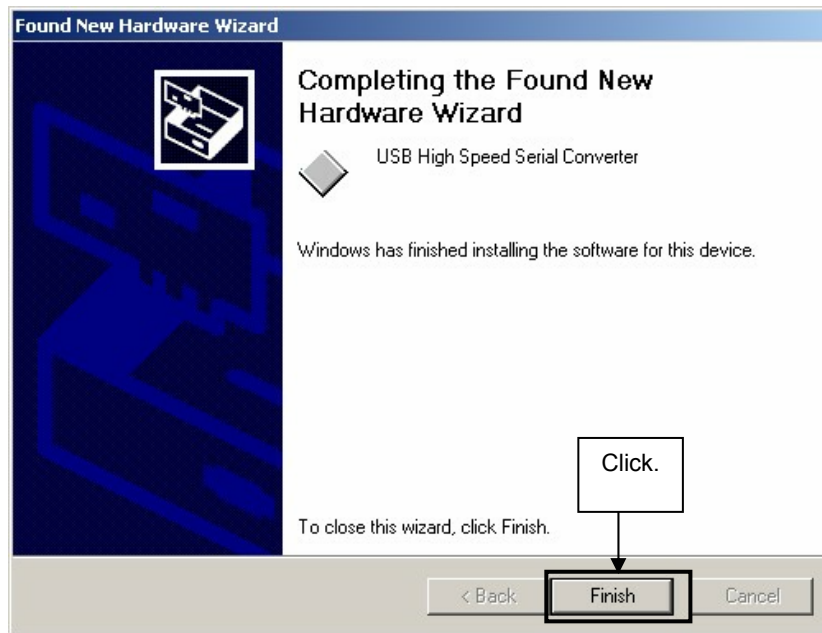 Found New Hardware Wizard
Completing the Found New
Hardware Wizard
USB High Speed Serial Converter
Windows has finished installing the software for this device.
Click.
To close this wizard, click Finish.
< Back
Finish
Cancel